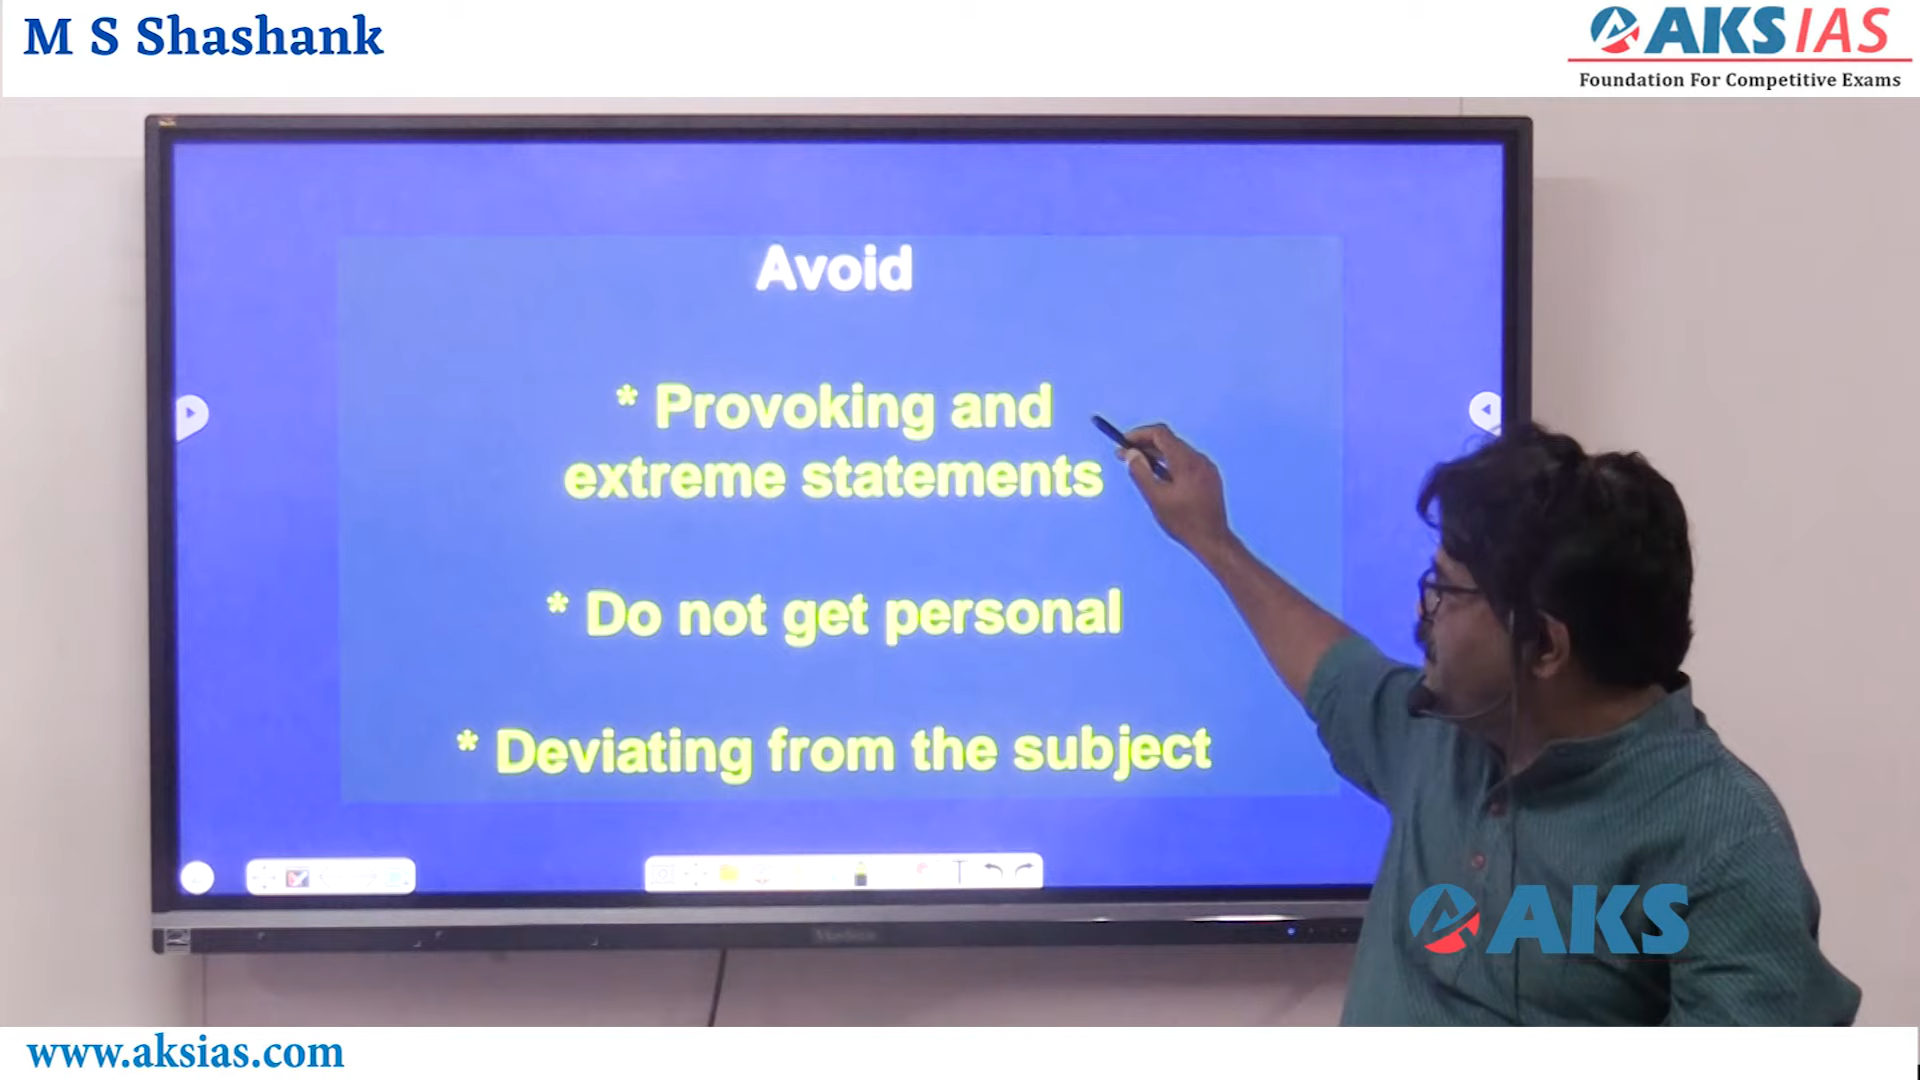 M S Shashank
AKS IAS
Foundation For Competitive Exams
Avoid
* Provoking and
extreme statements
* Do not get personal
* Deviating from the subject
T
AKS
www.aksias.com